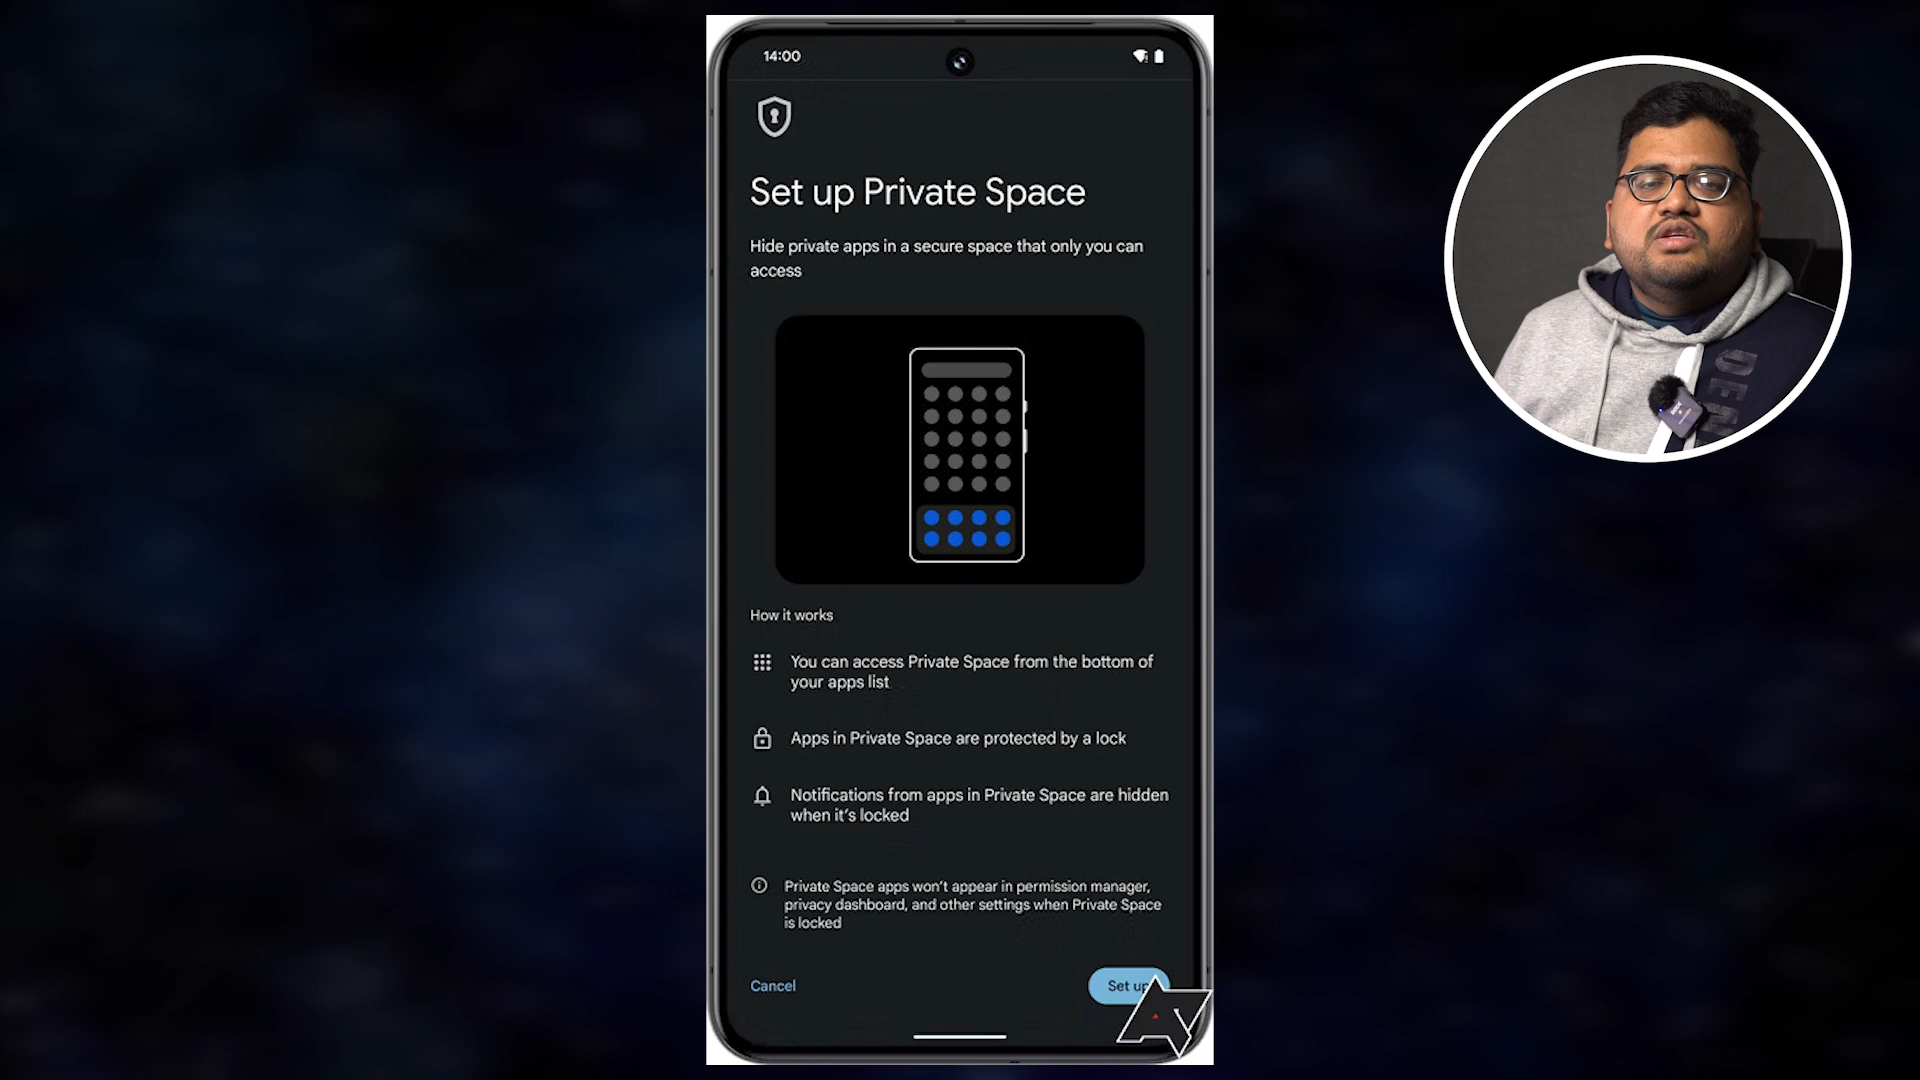 14:00
Set up Private Space
Hide private apps in a secure space that only you can
access
How it works
You can access Private Space from the bottom of
your apps list
Apps in Private Space are protected by a lock
Notifications from apps in Private Space are hidden
when it's locked
Private Space apps won't appear in permission manager,
privacy dashboard, and other settings when Private Space
is locked
Cancel
Set up